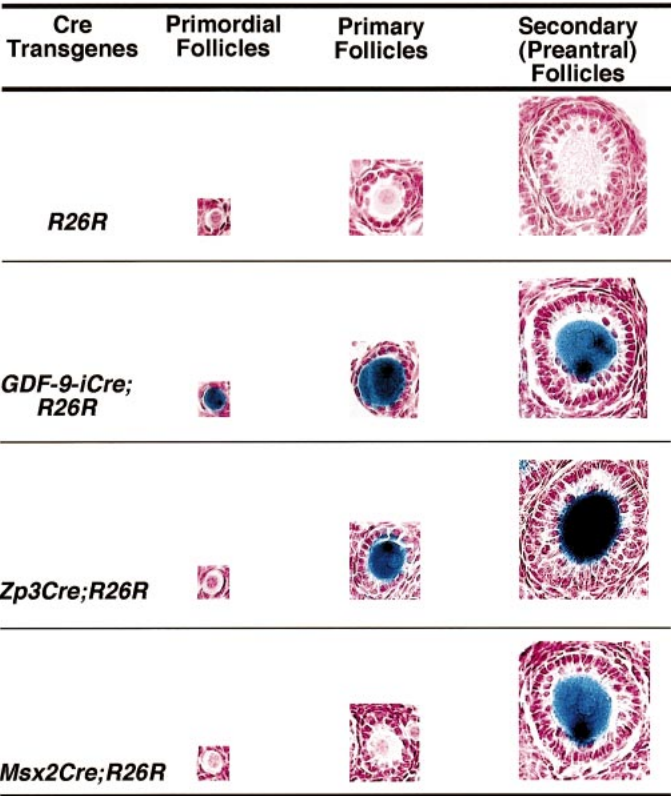 Cre
Transgenes
Primordial
Follicles
Primary
Follicles
Secondary
(Preantral)
Follicles
R26R
GDF-9-iCre;
R26R
Zp3Cre;R26R
Msx2Cre;R26R